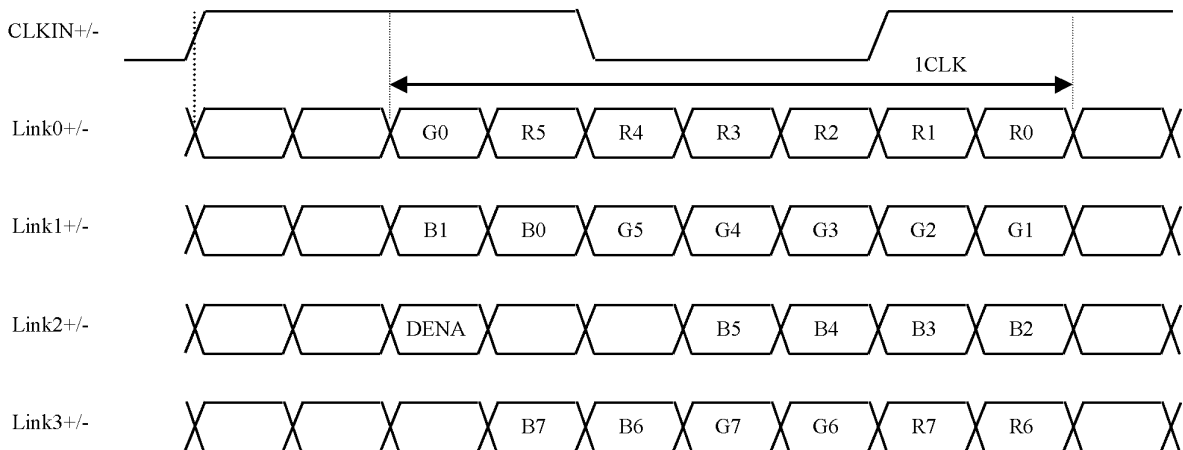 CLKIN+/-
1CLK
Link0+/- G0 R5 R4 R3 R2 R1 R0
Link1+/- B1 B0 G5 G4 G3 G2 G1
Link2+/- DENA B5 B4 B3 B2
Link3+/- B7 B6 G7 G6 R7 R6